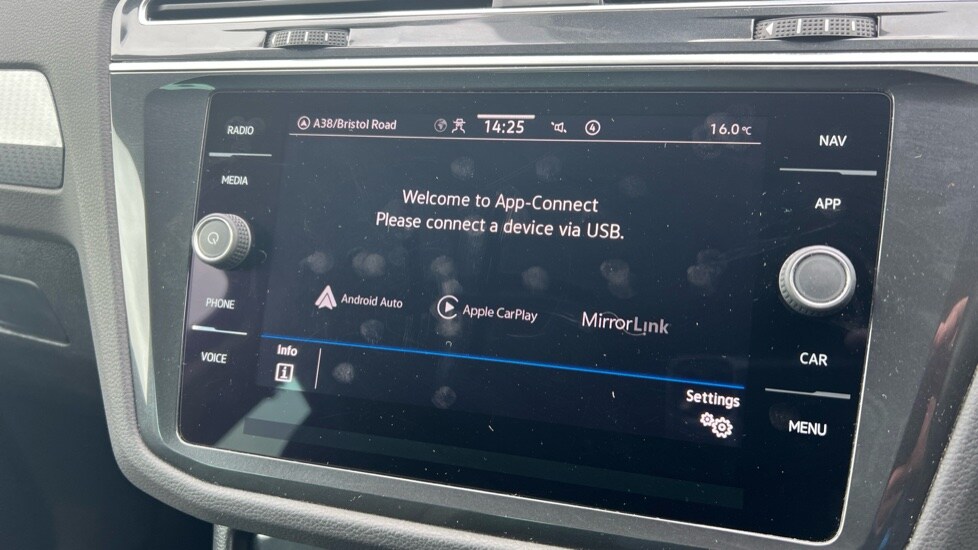 A38/Bristol Road 14:25 4 16.0°C
RADIO
MEDIA
PHONE
VOICE
Welcome to App-Connect
Please connect a device via USB.
Android Auto
Apple CarPlay
MirrorLink
Info
i
Settings
NAV
APP
CAR
MENU